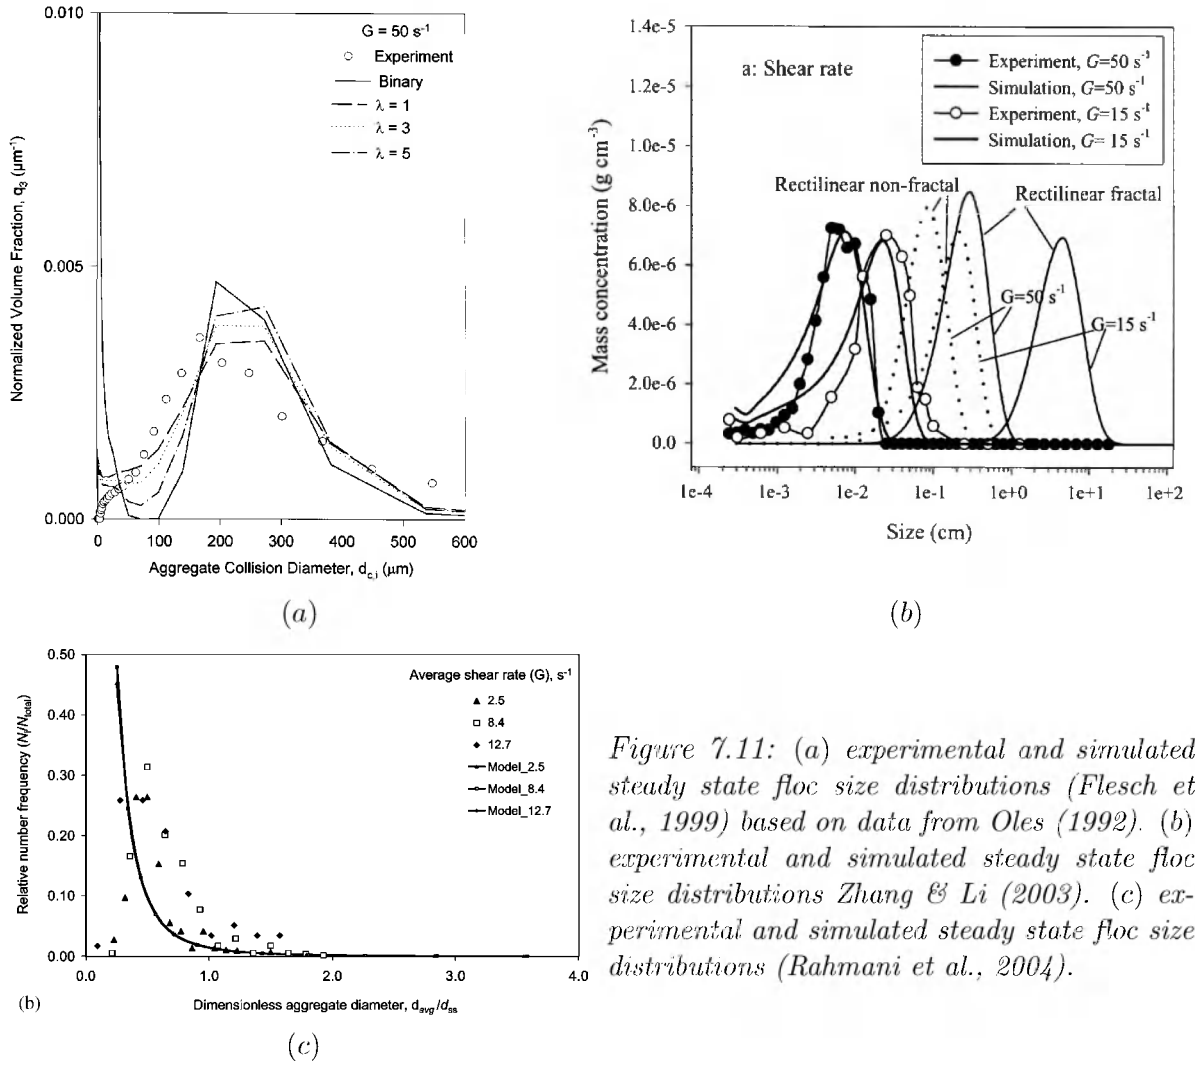 0.010
G = 50 s⁻¹
Experiment
Binary
λ = 1
λ = 3
λ = 5
Normalized Volume Fraction, q₃ (μm⁻¹)
0.005
0.000
0 100 200 300 400 500 600
Aggregate Collision Diameter, d_c,i (μm)
(a)
1.4e-5
1.2e-5
1.0e-5
8.0e-6
6.0e-6
4.0e-6
2.0e-6
0.0
Mass concentration (g cm⁻³)
a: Shear rate
Experiment, G=50 s⁻¹
Simulation, G=50 s⁻¹
Experiment, G=15 s⁻¹
Simulation, G= 15 s⁻¹
Rectilinear non-fractal
Rectilinear fractal
G=50 s⁻¹
G=15 s⁻¹
1e-4 1e-3 1e-2 1e-1 1e+0 1e+1 1e+2
Size (cm)
(b)
0.50
0.40
0.30
0.20
0.10
0.00
Relative number frequency (Nᵢ/N_total)
Average shear rate (G), s⁻¹
2.5
8.4
12.7
Model_2.5
Model_8.4
Model_12.7
0.0 1.0 2.0 3.0 4.0
(b)
Dimensionless aggregate diameter, d_avg/d_ss
(c)
Figure 7.11: (a) experimental and simulated
steady state floc size distributions (Flesch et
al., 1999) based on data from Oles (1992). (b)
experimental and simulated steady state floc
size distributions Zhang & Li (2003). (c) ex-
perimental and simulated steady state floc size
distributions (Rahmani et al., 2004).